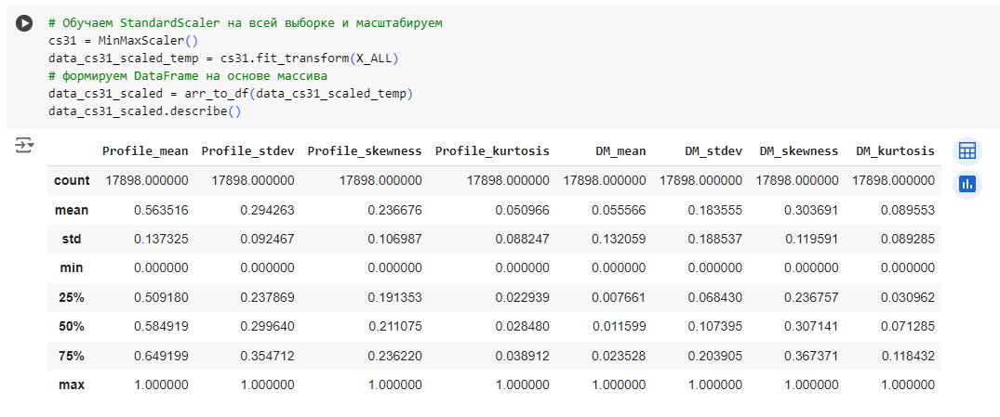 # Обучаем StandardScaler на всей выборке и масштабируем
cs31 = MinMaxScaler()
data_cs31_scaled_temp = cs31.fit_transform(X_ALL)
# формируем DataFrame на основе массива
data_cs31_scaled = arr_to_df(data_cs31_scaled_temp)
data_cs31_scaled.describe()
Profile_mean Profile_stdev Profile_skewness Profile_kurtosis DM_mean DM_stdev DM_skewness DM_kurtosis
count 17898.000000 17898.000000 17898.000000 17898.000000 17898.000000 17898.000000 17898.000000 17898.000000
mean 0.563516 0.294263 0.236676 0.050966 0.055566 0.183555 0.303691 0.089553
std 0.137325 0.092467 0.106987 0.088247 0.132059 0.188537 0.119591 0.089285
min 0.000000 0.000000 0.000000 0.000000 0.000000 0.000000 0.000000 0.000000
25% 0.509180 0.237869 0.191353 0.022939 0.007661 0.068430 0.236757 0.030962
50% 0.584919 0.299640 0.211075 0.028480 0.011599 0.107395 0.307141 0.071285
75% 0.649199 0.354712 0.236220 0.038912 0.023528 0.203905 0.367371 0.118432
max 1.000000 1.000000 1.000000 1.000000 1.000000 1.000000 1.000000 1.000000